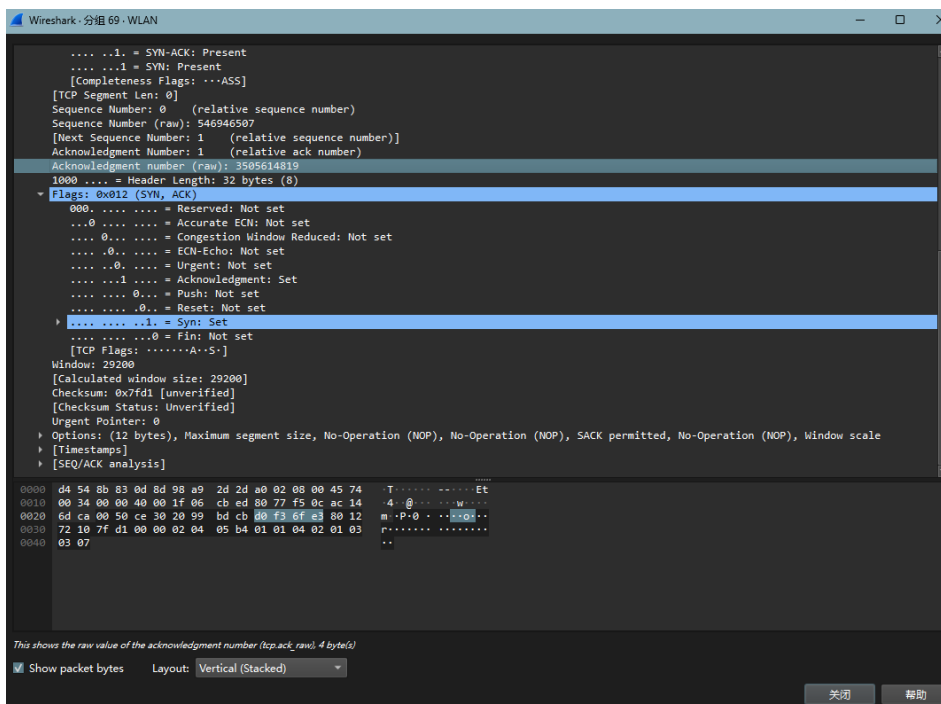 Wireshark · 分组 69 · WLAN
.... ..1. = SYN-ACK: Present
.... ...1 = SYN: Present
[Completeness Flags: ···ASS]
[TCP Segment Len: 0]
Sequence Number: 0    (relative sequence number)
Sequence Number (raw): 546946507
[Next Sequence Number: 1    (relative sequence number)]
Acknowledgment Number: 1    (relative ack number)
Acknowledgment number (raw): 3505614819
1000 .... = Header Length: 32 bytes (8)
Flags: 0x012 (SYN, ACK)
000. .... .... = Reserved: Not set
...0 .... .... = Accurate ECN: Not set
.... 0... .... = Congestion Window Reduced: Not set
.... .0.. .... = ECN-Echo: Not set
.... ..0. .... = Urgent: Not set
.... ...1 .... = Acknowledgment: Set
.... .... 0... = Push: Not set
.... .... .0.. = Reset: Not set
.... .... ..1. = Syn: Set
.... .... ...0 = Fin: Not set
[TCP Flags: ·······A··S·]
Window: 29200
[Calculated window size: 29200]
Checksum: 0x7fd1 [unverified]
[Checksum Status: Unverified]
Urgent Pointer: 0
Options: (12 bytes), Maximum segment size, No-Operation (NOP), No-Operation (NOP), SACK permitted, No-Operation (NOP), Window scale
[Timestamps]
[SEQ/ACK analysis]
0000 d4 54 8b 83 0d 8d 98 a9 2d 2d a0 02 08 00 45 74 ·T······ --····Et
0010 00 34 00 00 40 00 1f 06 cb ed 80 77 f5 0c ac 14 ·4··@··· ···w····
0020 6d ca 00 50 ce 30 20 99 bd cb d0 f3 6f e3 80 12 m··P·0 · ····o···
0030 72 10 7f d1 00 00 02 04 05 b4 01 01 04 02 01 03 r······· ········
0040 03 07 ··
This shows the raw value of the acknowledgment number (tcp.ack_raw), 4 byte(s)
Show packet bytes Layout: Vertical (Stacked)
关闭 帮助